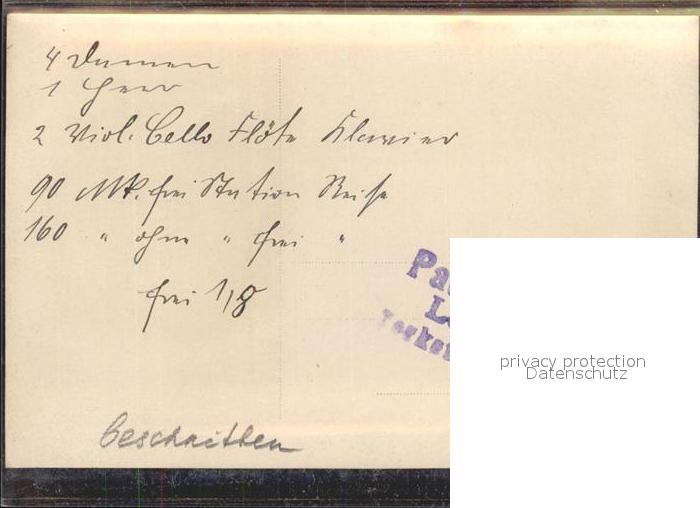 4 Damen
1 Herr
2 Viol. Cello Flöte Klavier
90 Mk. frei Station Reise
160 " ohne " frei "
frei 1/8
Pa
L
beschnitten
privacy protection
Datenschutz